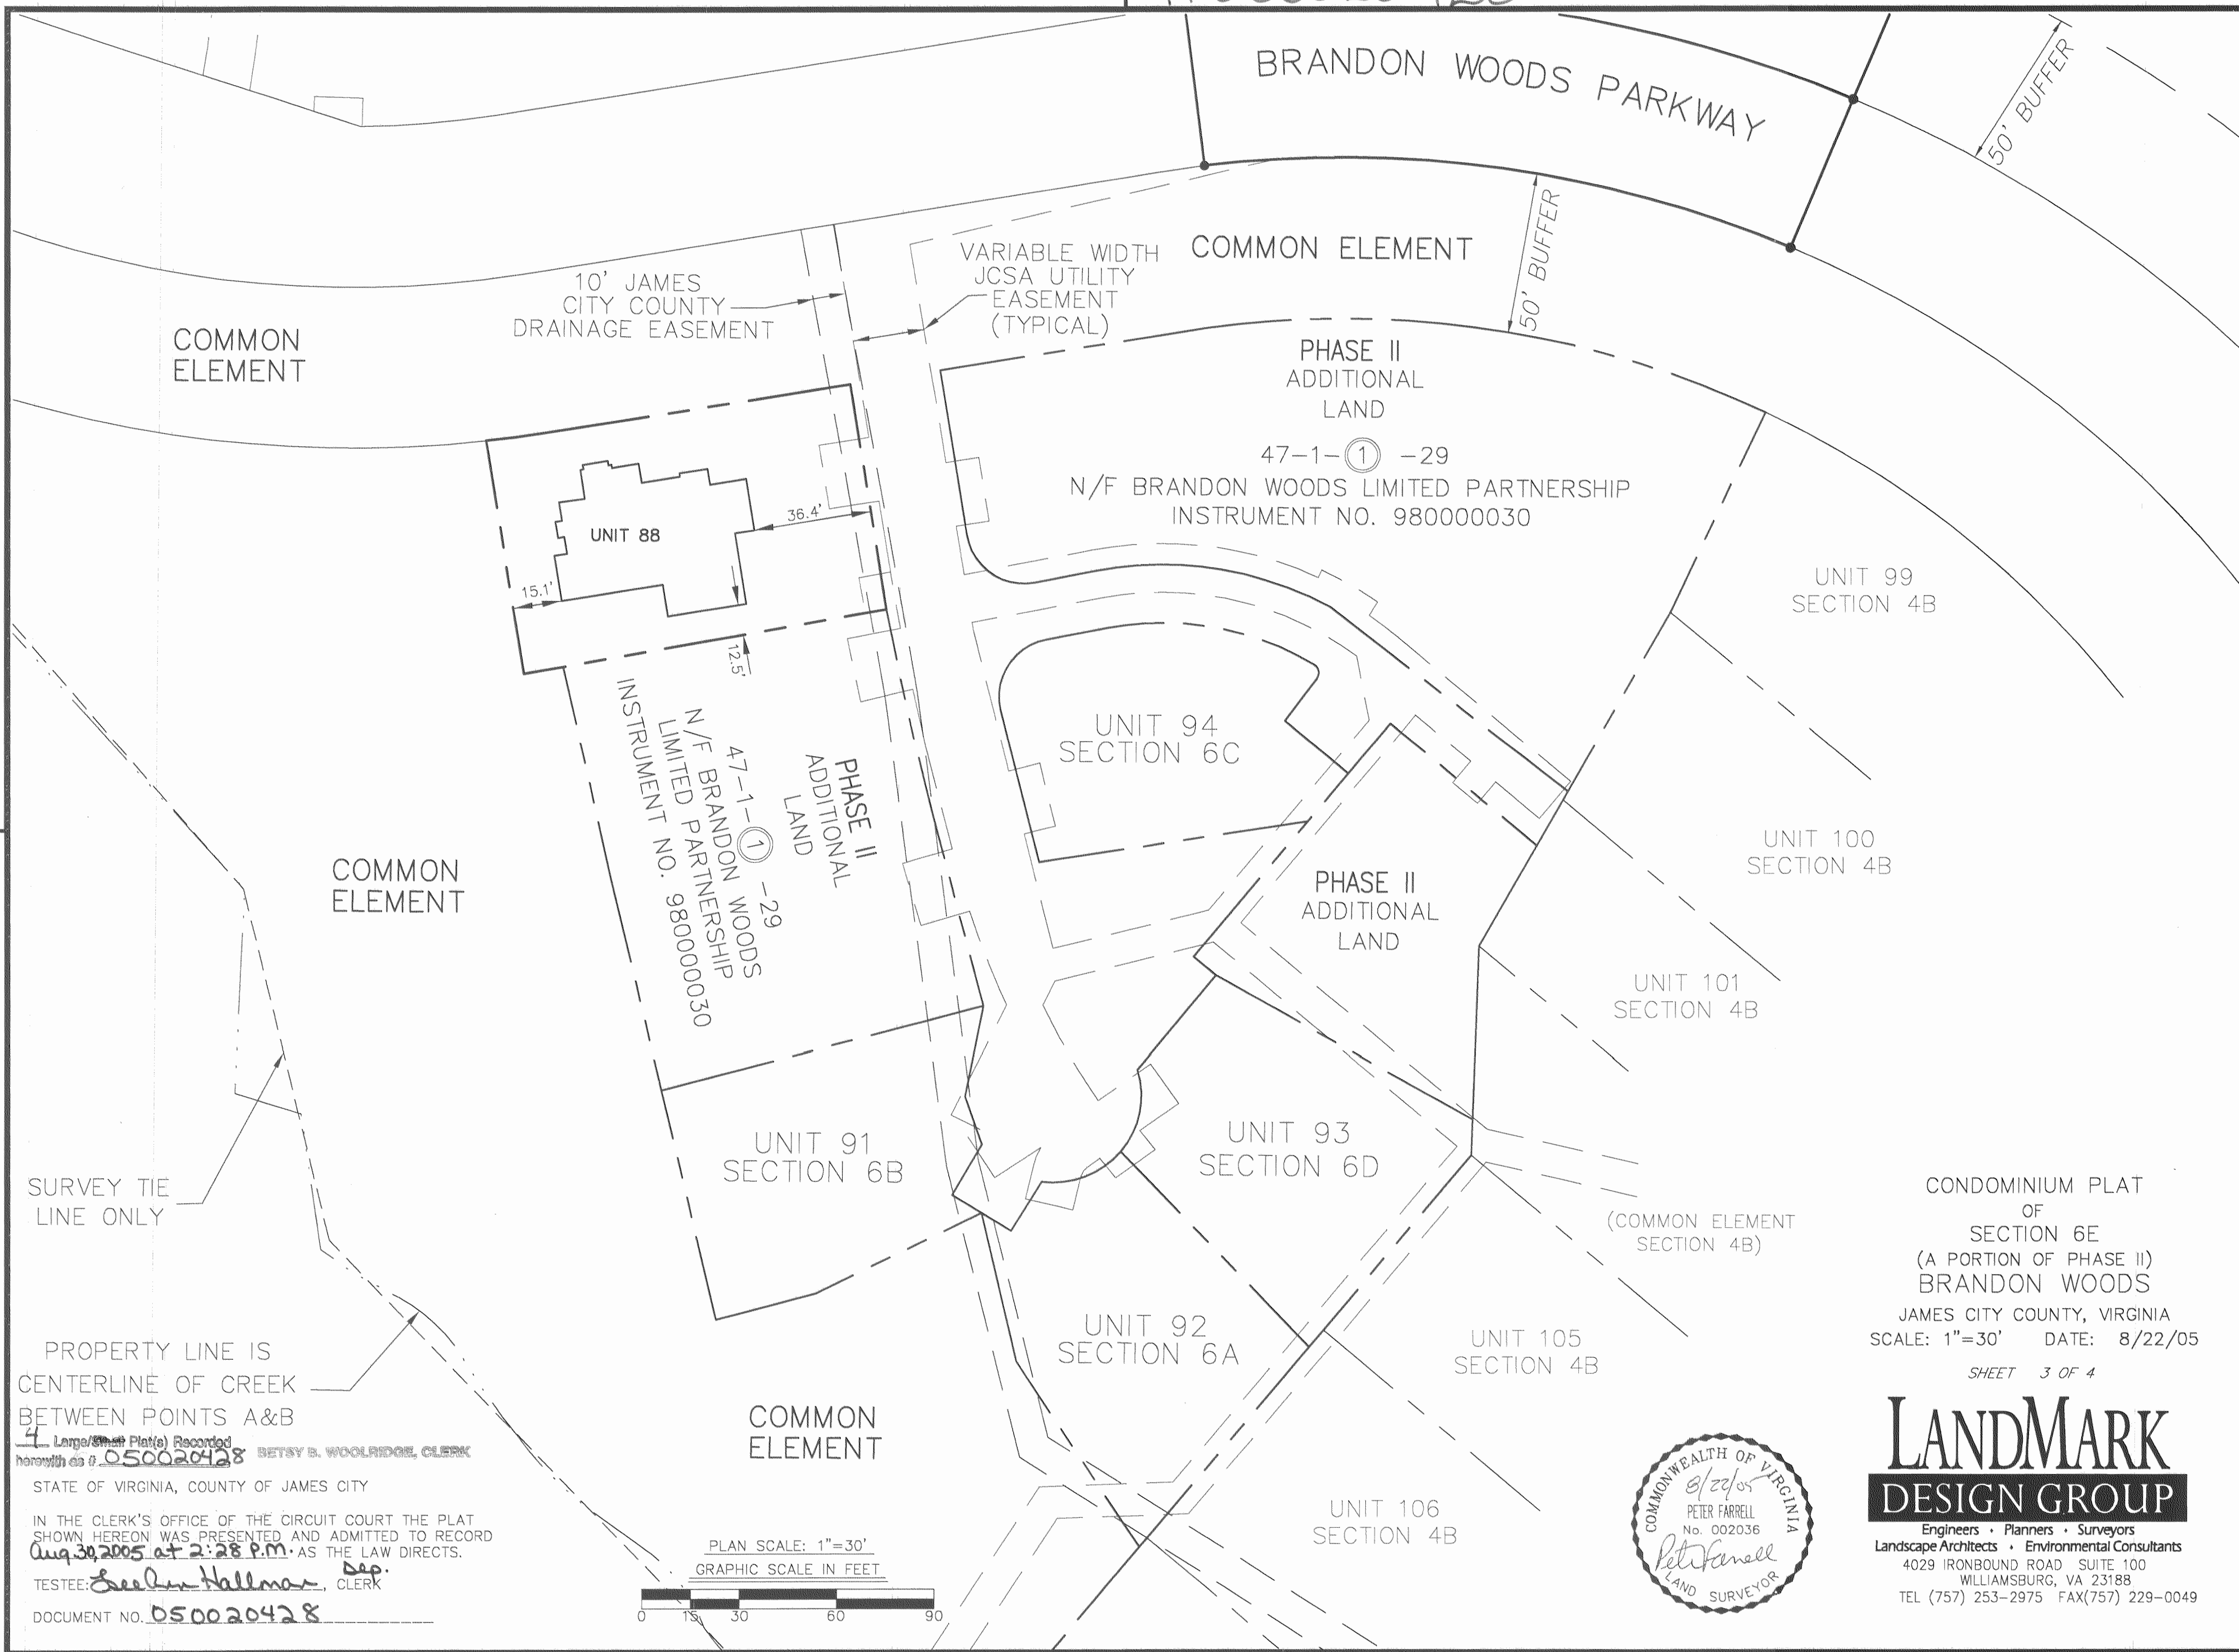 BRANDON WOODS PARKWAY
50' BUFFER
COMMON ELEMENT
50' BUFFER
VARIABLE WIDTH
JCSA UTILITY
EASEMENT
(TYPICAL)
10' JAMES
CITY COUNTY
DRAINAGE EASEMENT
COMMON
ELEMENT
PHASE II
ADDITIONAL
LAND
47-1-① -29
N/F BRANDON WOODS LIMITED PARTNERSHIP
INSTRUMENT NO. 980000030
UNIT 88
36.4'
15.1'
12.5'
UNIT 99
SECTION 4B
UNIT 94
SECTION 6C
PHASE II
ADDITIONAL
LAND
47-1-① -29
N/F BRANDON WOODS
LIMITED PARTNERSHIP
INSTRUMENT NO. 980000030
UNIT 100
SECTION 4B
COMMON
ELEMENT
PHASE II
ADDITIONAL
LAND
UNIT 101
SECTION 4B
UNIT 91
SECTION 6B
UNIT 93
SECTION 6D
SURVEY TIE
LINE ONLY
(COMMON ELEMENT
SECTION 4B)
UNIT 92
SECTION 6A
UNIT 105
SECTION 4B
PROPERTY LINE IS
CENTERLINE OF CREEK
BETWEEN POINTS A&B
COMMON
ELEMENT
UNIT 106
SECTION 4B
4 Large/Small Plat(s) Recorded
herewith as # 050020428 BETSY B. WOOLRIDGE, CLERK
STATE OF VIRGINIA, COUNTY OF JAMES CITY
IN THE CLERK'S OFFICE OF THE CIRCUIT COURT THE PLAT
SHOWN HEREON WAS PRESENTED AND ADMITTED TO RECORD
Aug 30, 2005 at 2:28 P.M. AS THE LAW DIRECTS.
TESTEE: Hallman, Dep. CLERK
DOCUMENT NO. 050020428
PLAN SCALE: 1"=30'
GRAPHIC SCALE IN FEET
0 15 30 60 90
CONDOMINIUM PLAT
OF
SECTION 6E
(A PORTION OF PHASE II)
BRANDON WOODS
JAMES CITY COUNTY, VIRGINIA
SCALE: 1"=30' DATE: 8/22/05
SHEET 3 OF 4
COMMONWEALTH OF VIRGINIA
8/22/05
PETER FARRELL
No. 002036
Peter Farrell
LAND SURVEYOR
LANDMARK
DESIGN GROUP
Engineers • Planners • Surveyors
Landscape Architects • Environmental Consultants
4029 IRONBOUND ROAD SUITE 100
WILLIAMSBURG, VA 23188
TEL (757) 253-2975 FAX(757) 229-0049